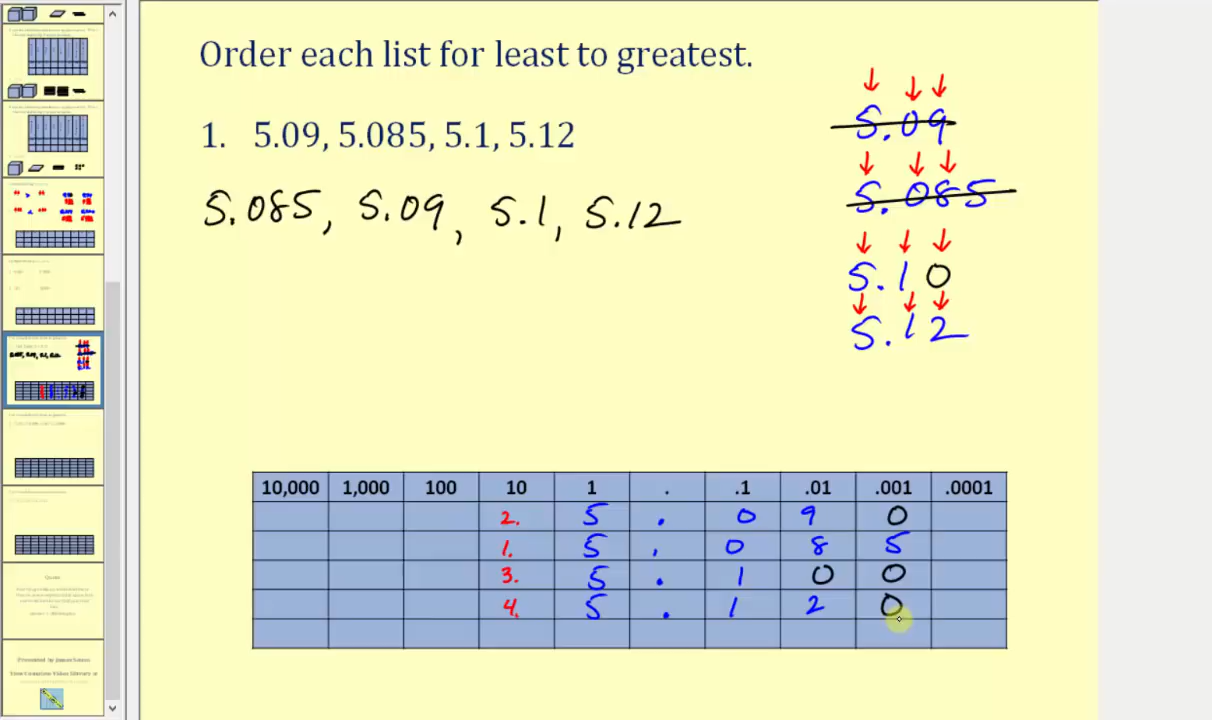 Order each list for least to greatest.
1. 5.09, 5.085, 5.1, 5.12
5.085, 5.09, 5.1, 5.12
5.09
5.085
5.10
5.12
10,000 1,000 100 10 1 . .1 .01 .001 .0001
2. 5 . 0 9 0
1. 5 . 0 8 5
3. 5 . 1 0 0
4. 5 . 1 2 0